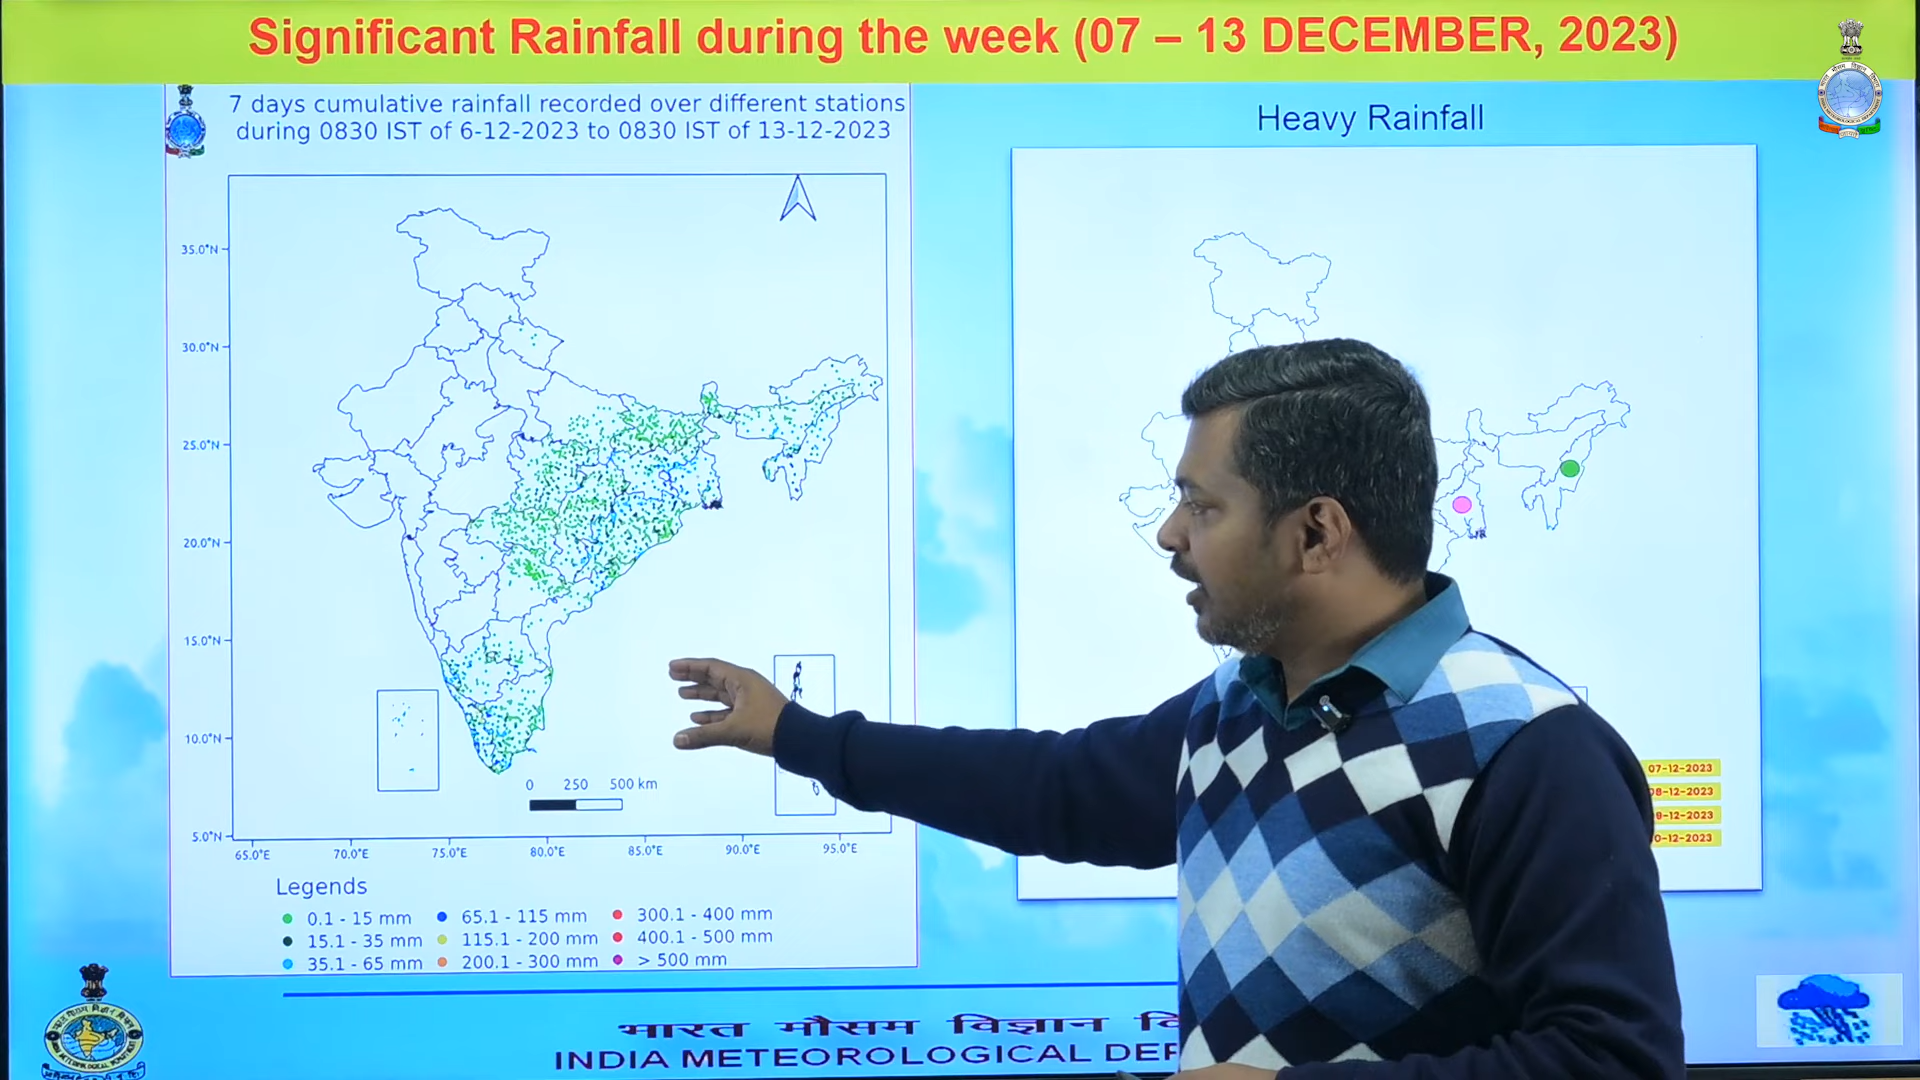 Significant Rainfall during the week (07 – 13 DECEMBER, 2023)
7 days cumulative rainfall recorded over different stations
during 0830 IST of 6-12-2023 to 0830 IST of 13-12-2023
Heavy Rainfall
35.0°N
30.0°N
25.0°N
20.0°N
15.0°N
10.0°N
5.0°N
0 250 500 km
65.0°E 70.0°E 75.0°E 80.0°E 85.0°E 90.0°E 95.0°E
07-12-2023
08-12-2023
Legends
0.1 - 15 mm 65.1 - 115 mm 300.1 - 400 mm
15.1 - 35 mm 115.1 - 200 mm 400.1 - 500 mm
35.1 - 65 mm 200.1 - 300 mm > 500 mm
भारत मौसम विज्ञान वि
INDIA METEOROLOGICAL DEP